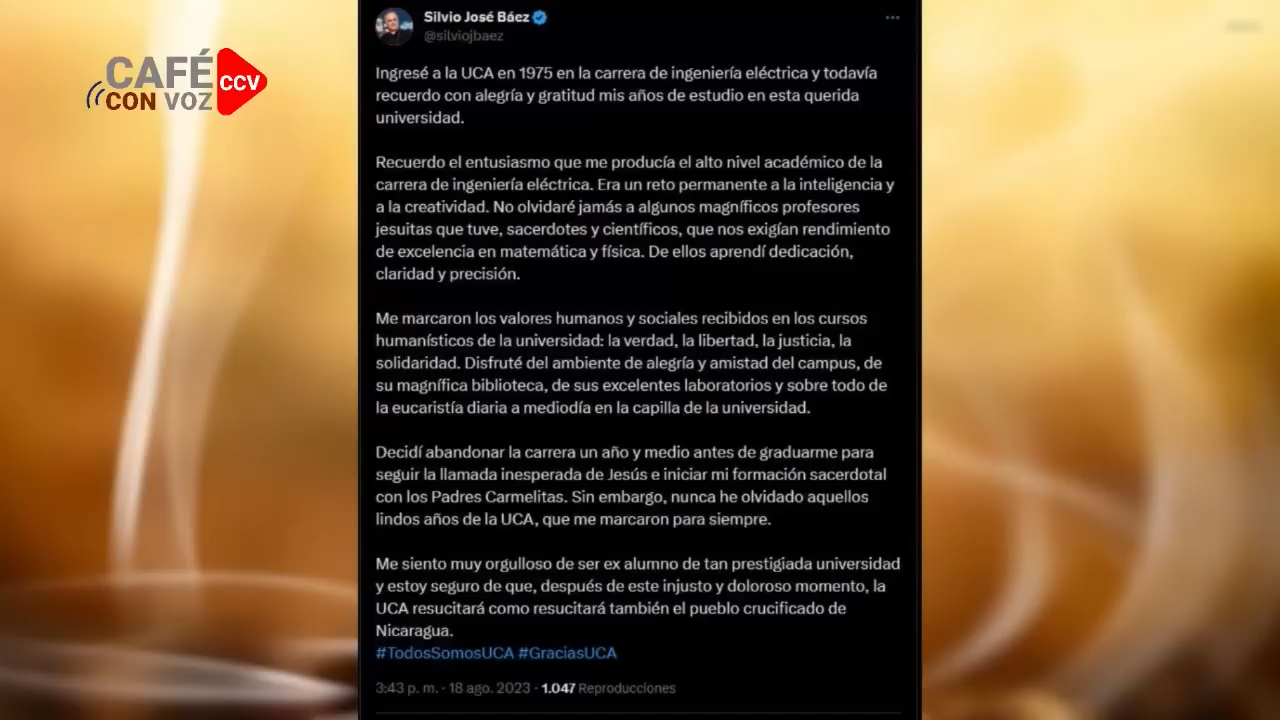 CAFÉ
CON VOZ
CCV
Silvio José Báez
@silviojbaez
Ingresé a la UCA en 1975 en la carrera de ingeniería eléctrica y todavía
recuerdo con alegría y gratitud mis años de estudio en esta querida
universidad.
Recuerdo el entusiasmo que me producía el alto nivel académico de la
carrera de ingeniería eléctrica. Era un reto permanente a la inteligencia y
a la creatividad. No olvidaré jamás a algunos magníficos profesores
jesuitas que tuve, sacerdotes y científicos, que nos exigían rendimiento
de excelencia en matemática y física. De ellos aprendí dedicación,
claridad y precisión.
Me marcaron los valores humanos y sociales recibidos en los cursos
humanísticos de la universidad: la verdad, la libertad, la justicia, la
solidaridad. Disfruté del ambiente de alegría y amistad del campus, de
su magnífica biblioteca, de sus excelentes laboratorios y sobre todo de
la eucaristía diaria a mediodía en la capilla de la universidad.
Decidí abandonar la carrera un año y medio antes de graduarme para
seguir la llamada inesperada de Jesús e iniciar mi formación sacerdotal
con los Padres Carmelitas. Sin embargo, nunca he olvidado aquellos
lindos años de la UCA, que me marcaron para siempre.
Me siento muy orgulloso de ser ex alumno de tan prestigiada universidad
y estoy seguro de que, después de este injusto y doloroso momento, la
UCA resucitará como resucitará también el pueblo crucificado de
Nicaragua.
#TodosSomosUCA #GraciasUCA
3:43 p. m. · 18 ago. 2023 · 1.047 Reproducciones